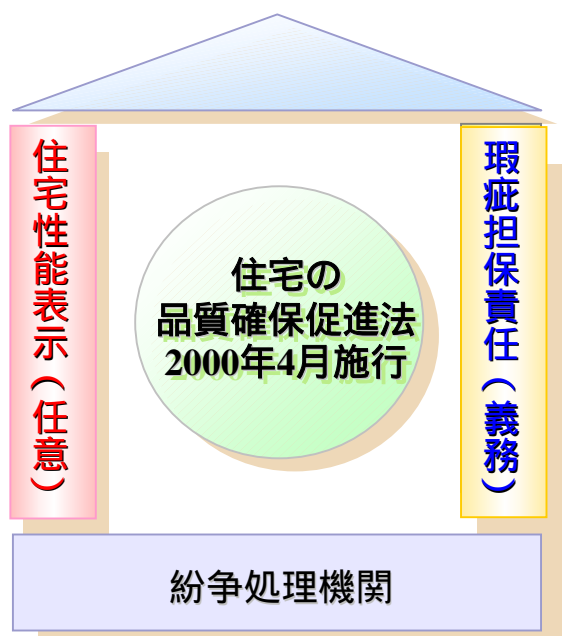 住宅性能表示(任意)
住宅の
品質確保促進法
2000年4月施行
瑕疵担保責任(義務)
紛争処理機関